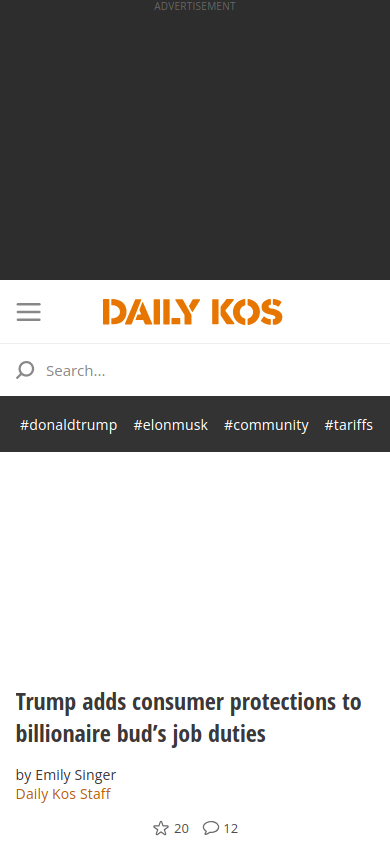 ADVERTISEMENT
DAILY KOS
Search...
#donaldtrump #elonmusk #community #tariffs
Trump adds consumer protections to
billionaire bud’s job duties
by Emily Singer
Daily Kos Staff
20 12